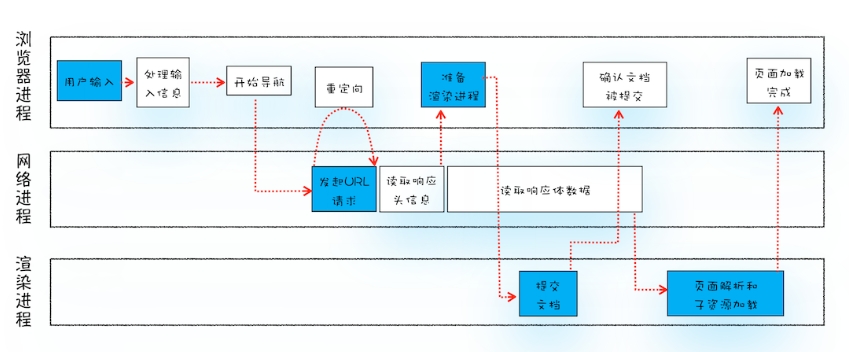 浏览器进程
用户输入
处理输
入信息
开始导航
重定向
准备
渲染进程
确认文档
被提交
页面加载
完成
网络进程
发起URL
请求
读取响应
头信息
读取响应体数据
渲染进程
提交
文档
页面解析和
子资源加载